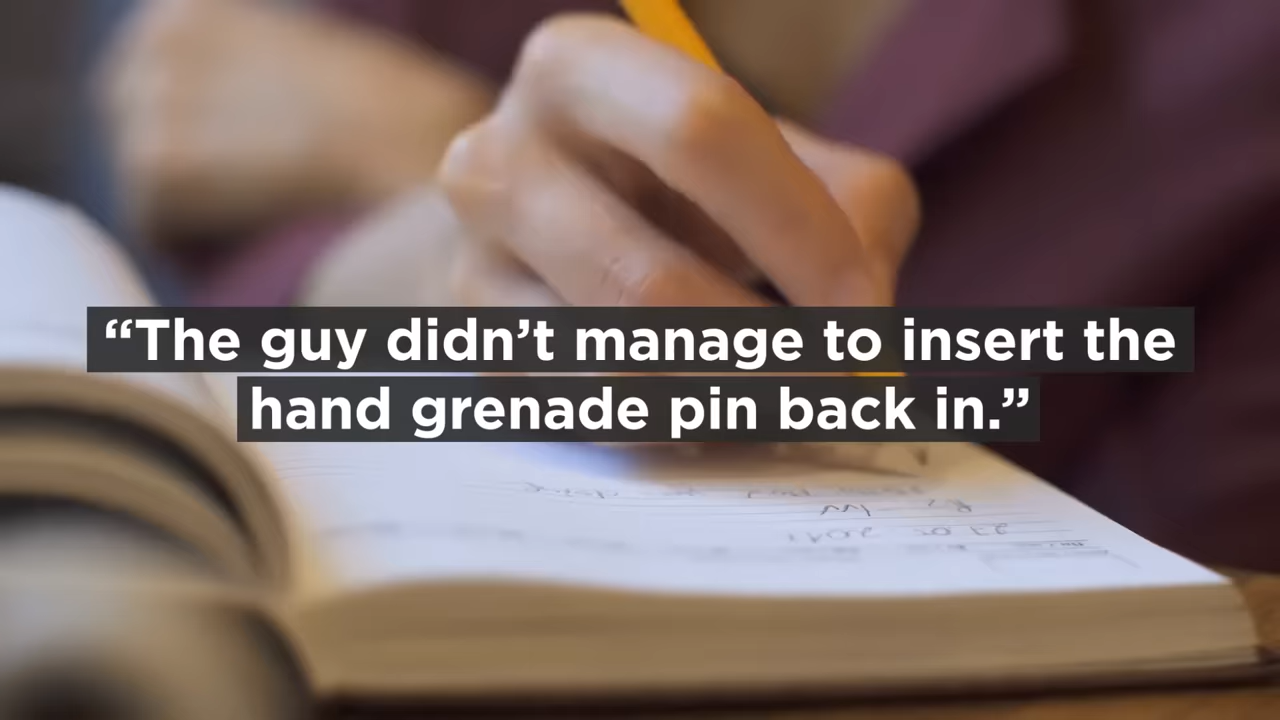 “The guy didn’t manage to insert the
hand grenade pin back in.”